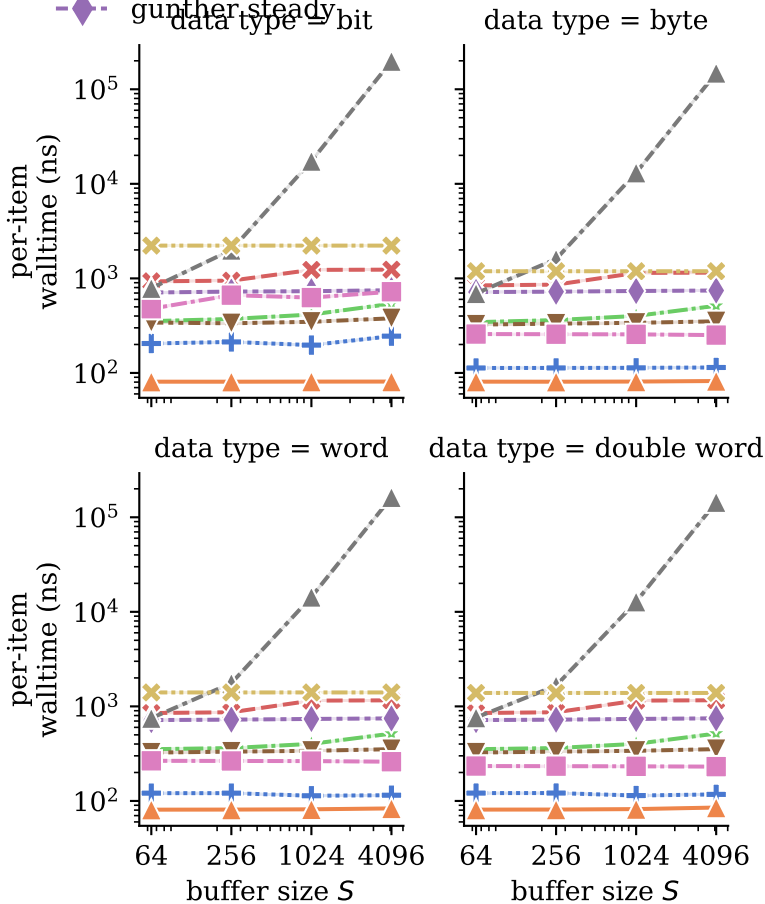 gunther steady
data type = bit
data type = byte
per-item
walltime (ns)
10⁵
10⁴
10³
10²
data type = word
data type = double word
per-item
walltime (ns)
10⁵
10⁴
10³
10²
64 256 1024 4096
64 256 1024 4096
buffer size S
buffer size S